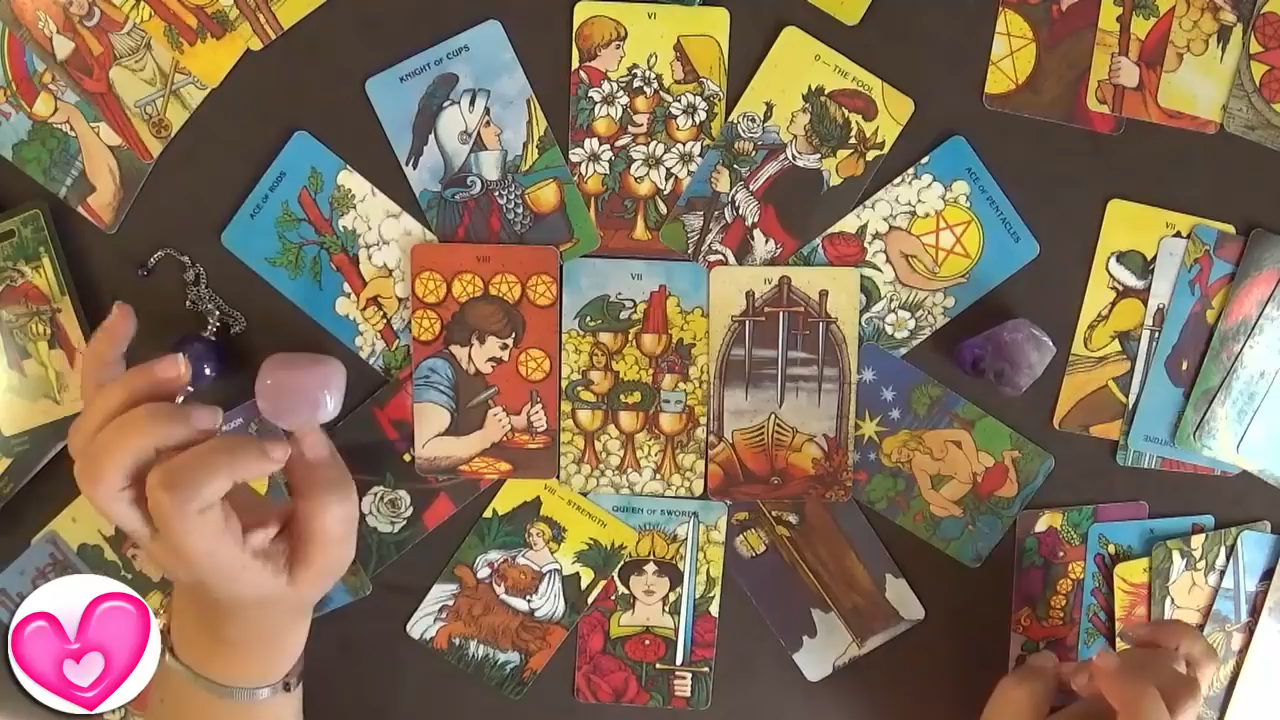 KNIGHT OF CUPS
VI
0 — THE FOOL
ACE OF RODS
ACE OF PENTACLES
VII
VIII
VII
IV
MOON
VIII — STRENGTH
QUEEN OF SWORDS
X